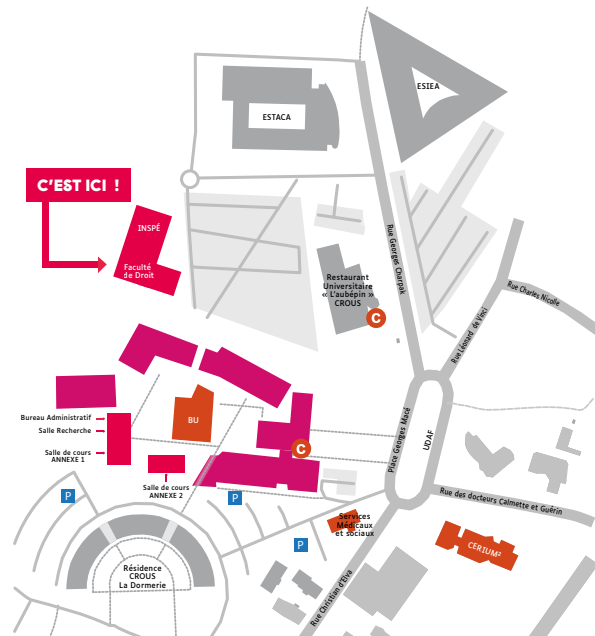 ESIEA
ESTACA
C'EST ICI !
INSPÉ
Faculté
de Droit
Rue Georges Charpak
Restaurant
Universitaire
« L'aubépin »
CROUS
C
Rue Charles Nicolle
Rue Léonard de Vinci
BU
Bureau Administratif
Salle Recherche
Salle de cours
ANNEXE 1
Place Georges Macé
UDAF
C
Salle de cours
ANNEXE 2
P
P
P
Rue des docteurs Calmette et Guérin
Services
Médicaux
et sociaux
CERIUM²
Résidence
CROUS
La Dormerie
Rue Christian d'Elva